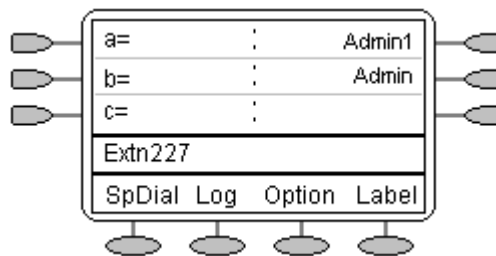 a= : Admin1
b= : Admin
c= :
Extn227
SpDial Log Option Label